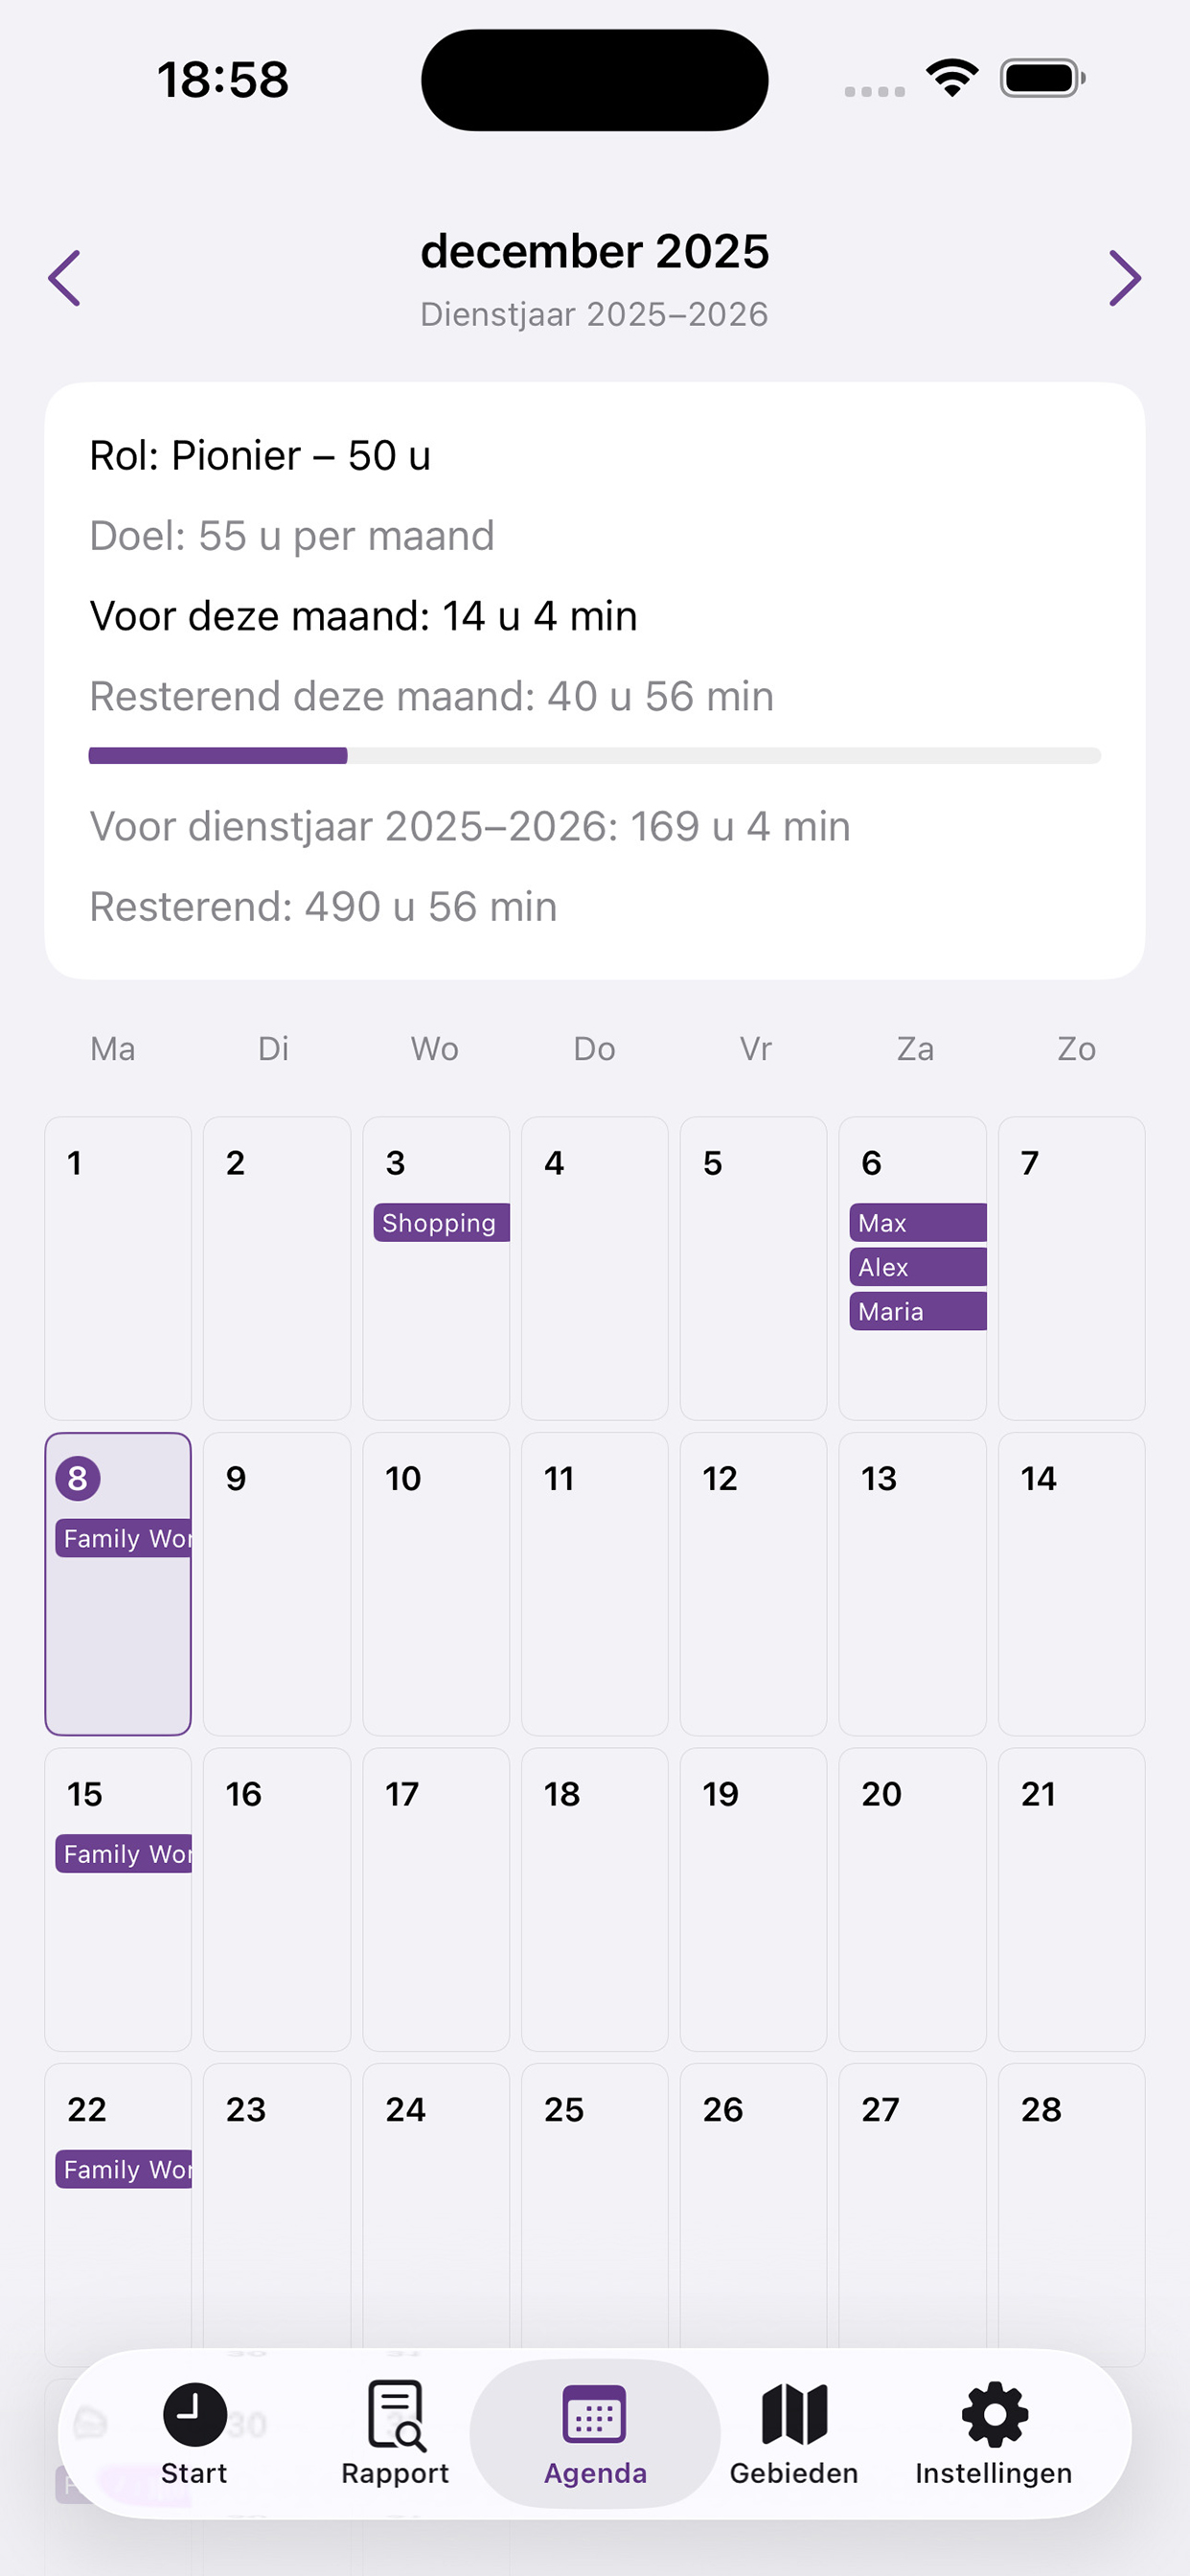 18:58
december 2025
Dienstjaar 2025–2026
Rol: Pionier – 50 u
Doel: 55 u per maand
Voor deze maand: 14 u 4 min
Resterend deze maand: 40 u 56 min
Voor dienstjaar 2025–2026: 169 u 4 min
Resterend: 490 u 56 min
Ma Di Wo Do Vr Za Zo
1 2 3 4 5 6 7
Shopping Max
Alex
Maria
8 9 10 11 12 13 14
Family Wor
15 16 17 18 19 20 21
Family Wor
22 23 24 25 26 27 28
Family Wor
30
Start Rapport Agenda Gebieden Instellingen